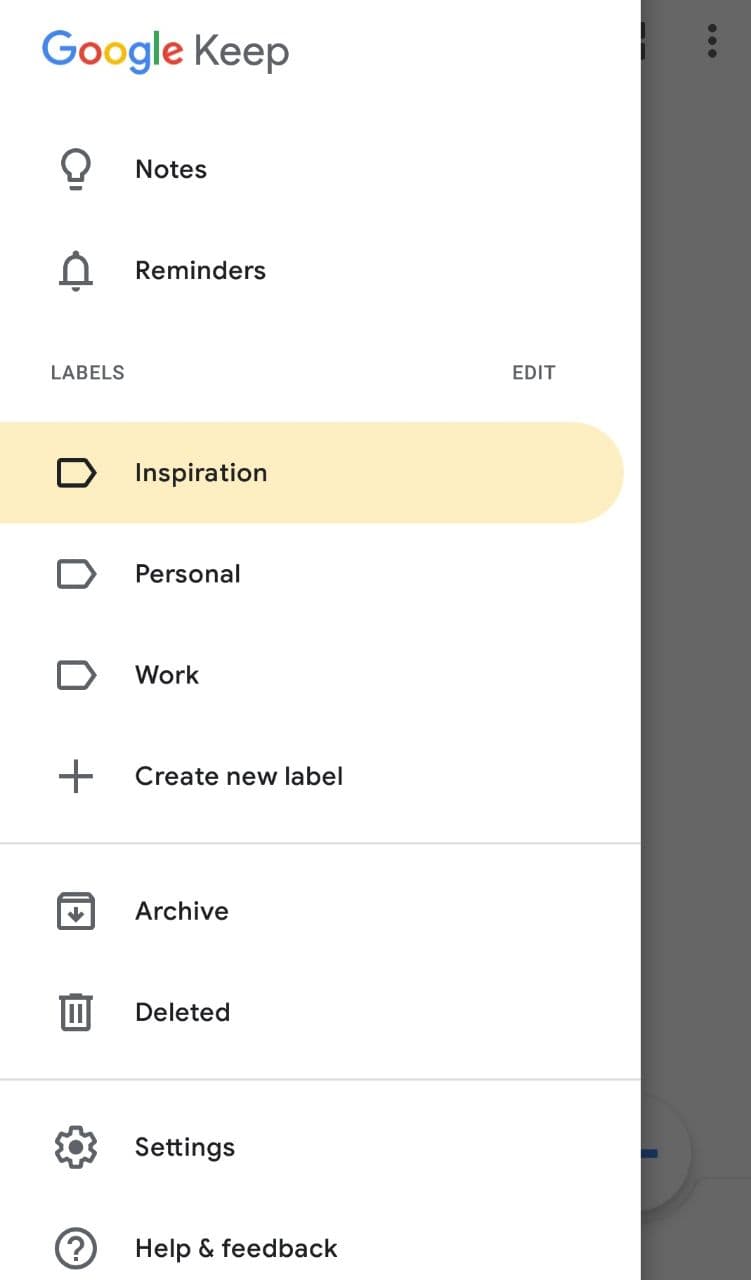 Google Keep
Notes
Reminders
LABELS EDIT
Inspiration
Personal
Work
Create new label
Archive
Deleted
Settings
Help & feedback